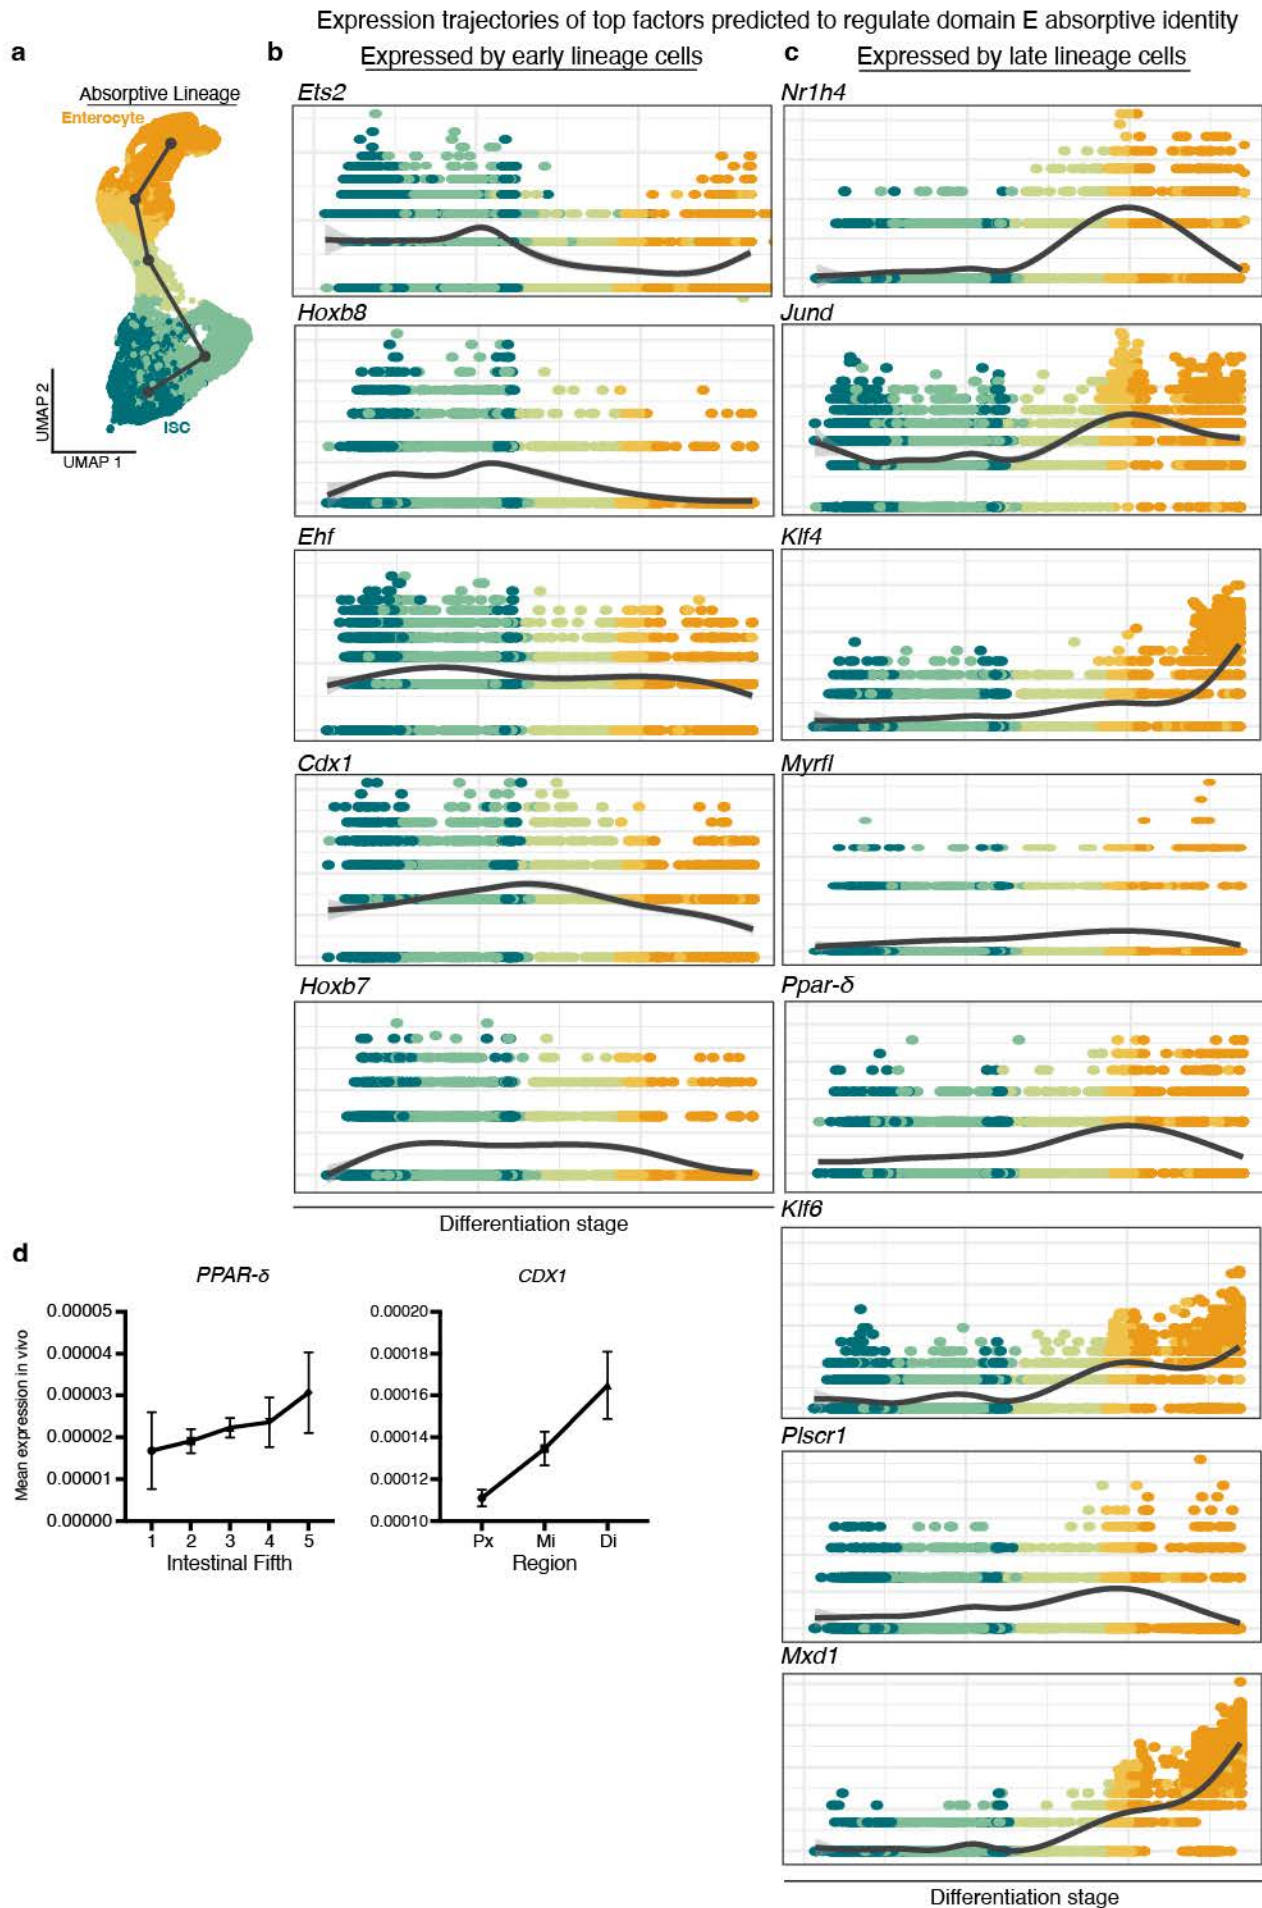 Expression trajectories of top factors predicted to regulate domain E absorptive identity
a
b
Expressed by early lineage cells
c
Expressed by late lineage cells
Absorptive Lineage
Enterocyte
ISC
UMAP 2
UMAP 1
Ets2
Hoxb8
Ehf
Cdx1
Hoxb7
Differentiation stage
Nr1h4
Jund
Klf4
Myrfl
Ppar-δ
Klf6
Plscr1
Mxd1
Differentiation stage
d
PPAR-δ
Mean expression in vivo
0.00005
0.00004
0.00003
0.00002
0.00001
0.00000
1 2 3 4 5
Intestinal Fifth
CDX1
0.00020
0.00018
0.00016
0.00014
0.00012
0.00010
Px Mi Di
Region